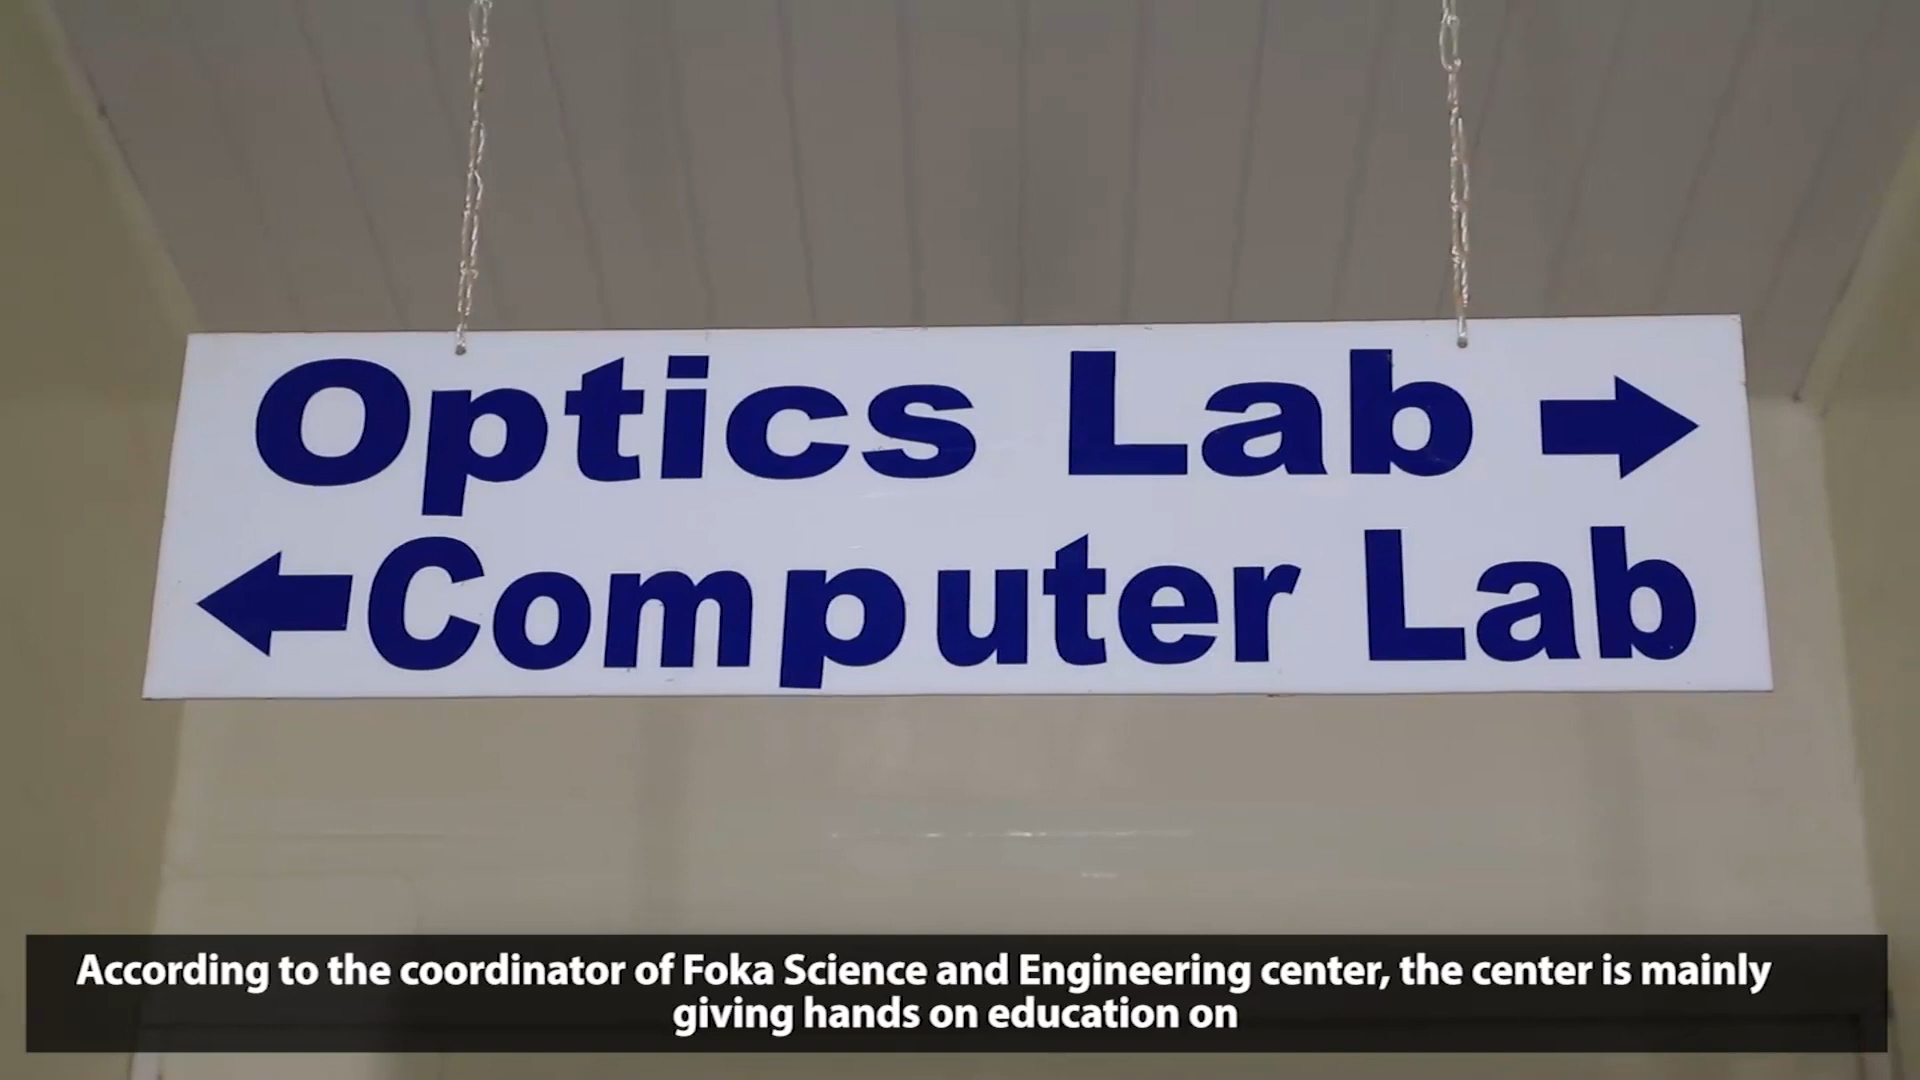 Optics Lab
Computer Lab
According to the coordinator of Foka Science and Engineering center, the center is mainly
giving hands on education on